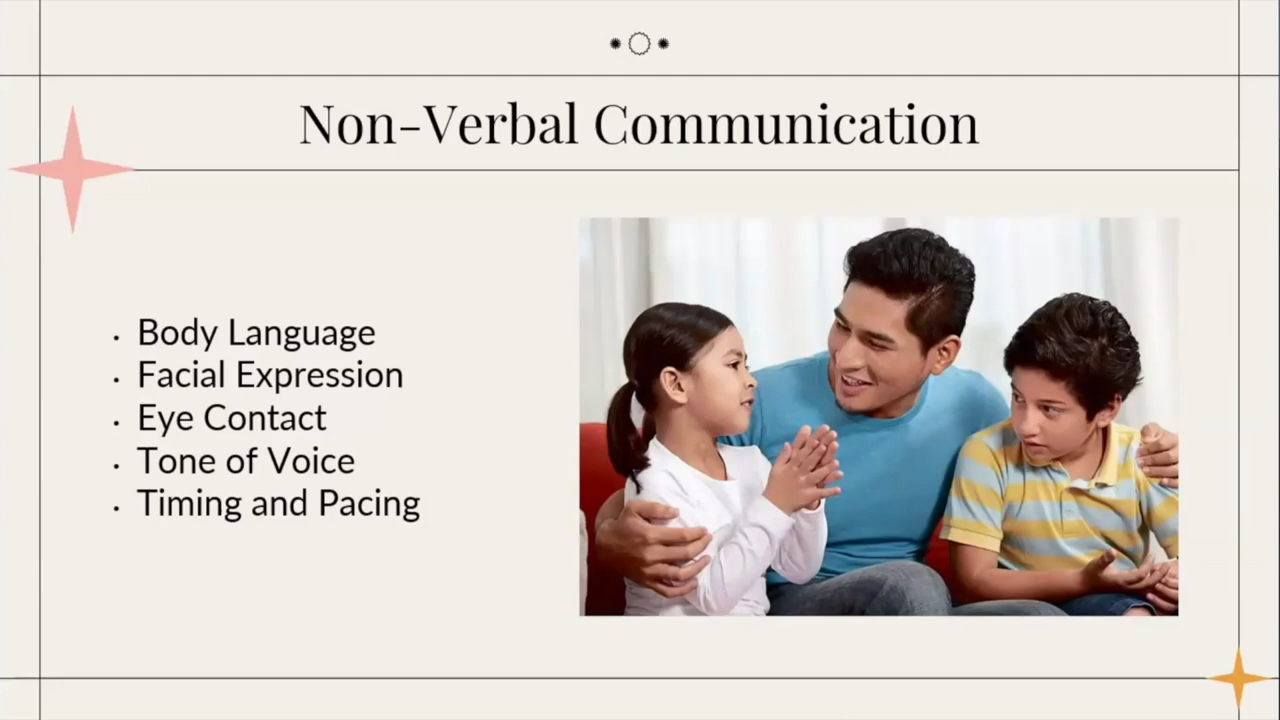 Non-Verbal Communication
• Body Language
• Facial Expression
• Eye Contact
• Tone of Voice
• Timing and Pacing